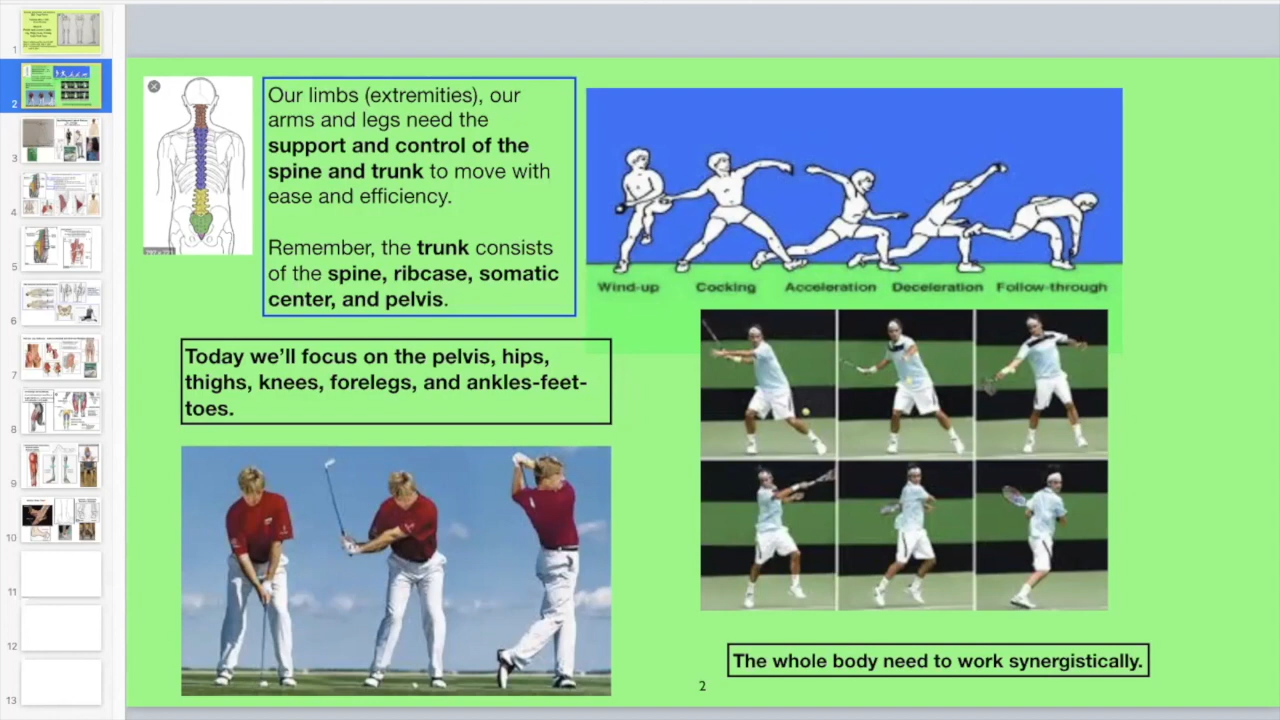 Our limbs (extremities), our
arms and legs need the
support and control of the
spine and trunk to move with
ease and efficiency.
Remember, the trunk consists
of the spine, ribcase, somatic
center, and pelvis.
Wind-up
Cocking
Acceleration
Deceleration
Follow-through
Today we’ll focus on the pelvis, hips,
thighs, knees, forelegs, and ankles-feet-
toes.
The whole body need to work synergistically.
2
1
2
3
4
5
6
7
8
9
10
11
12
13